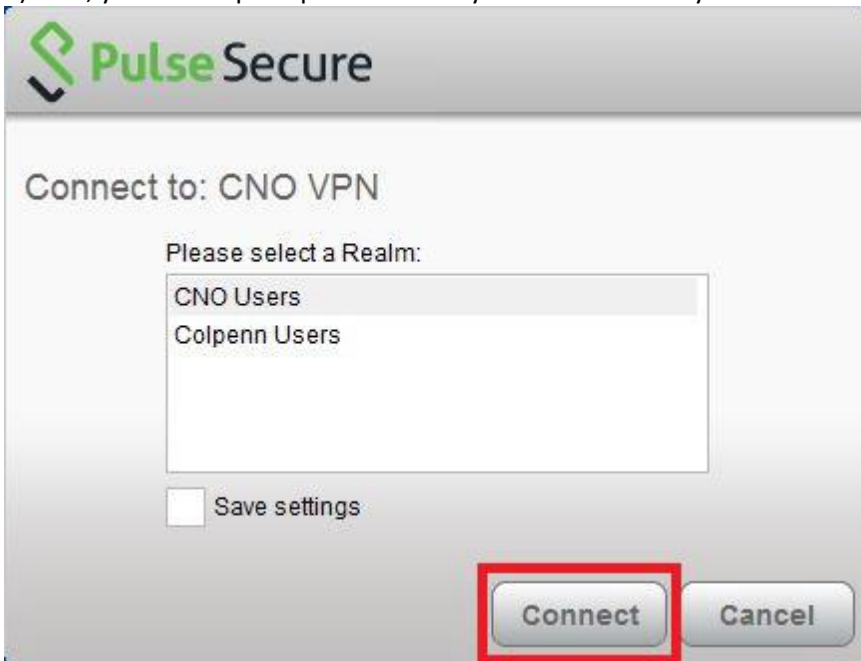 Pulse Secure
Connect to: CNO VPN
Please select a Realm:
CNO Users
Colpenn Users
Save settings
Connect Cancel